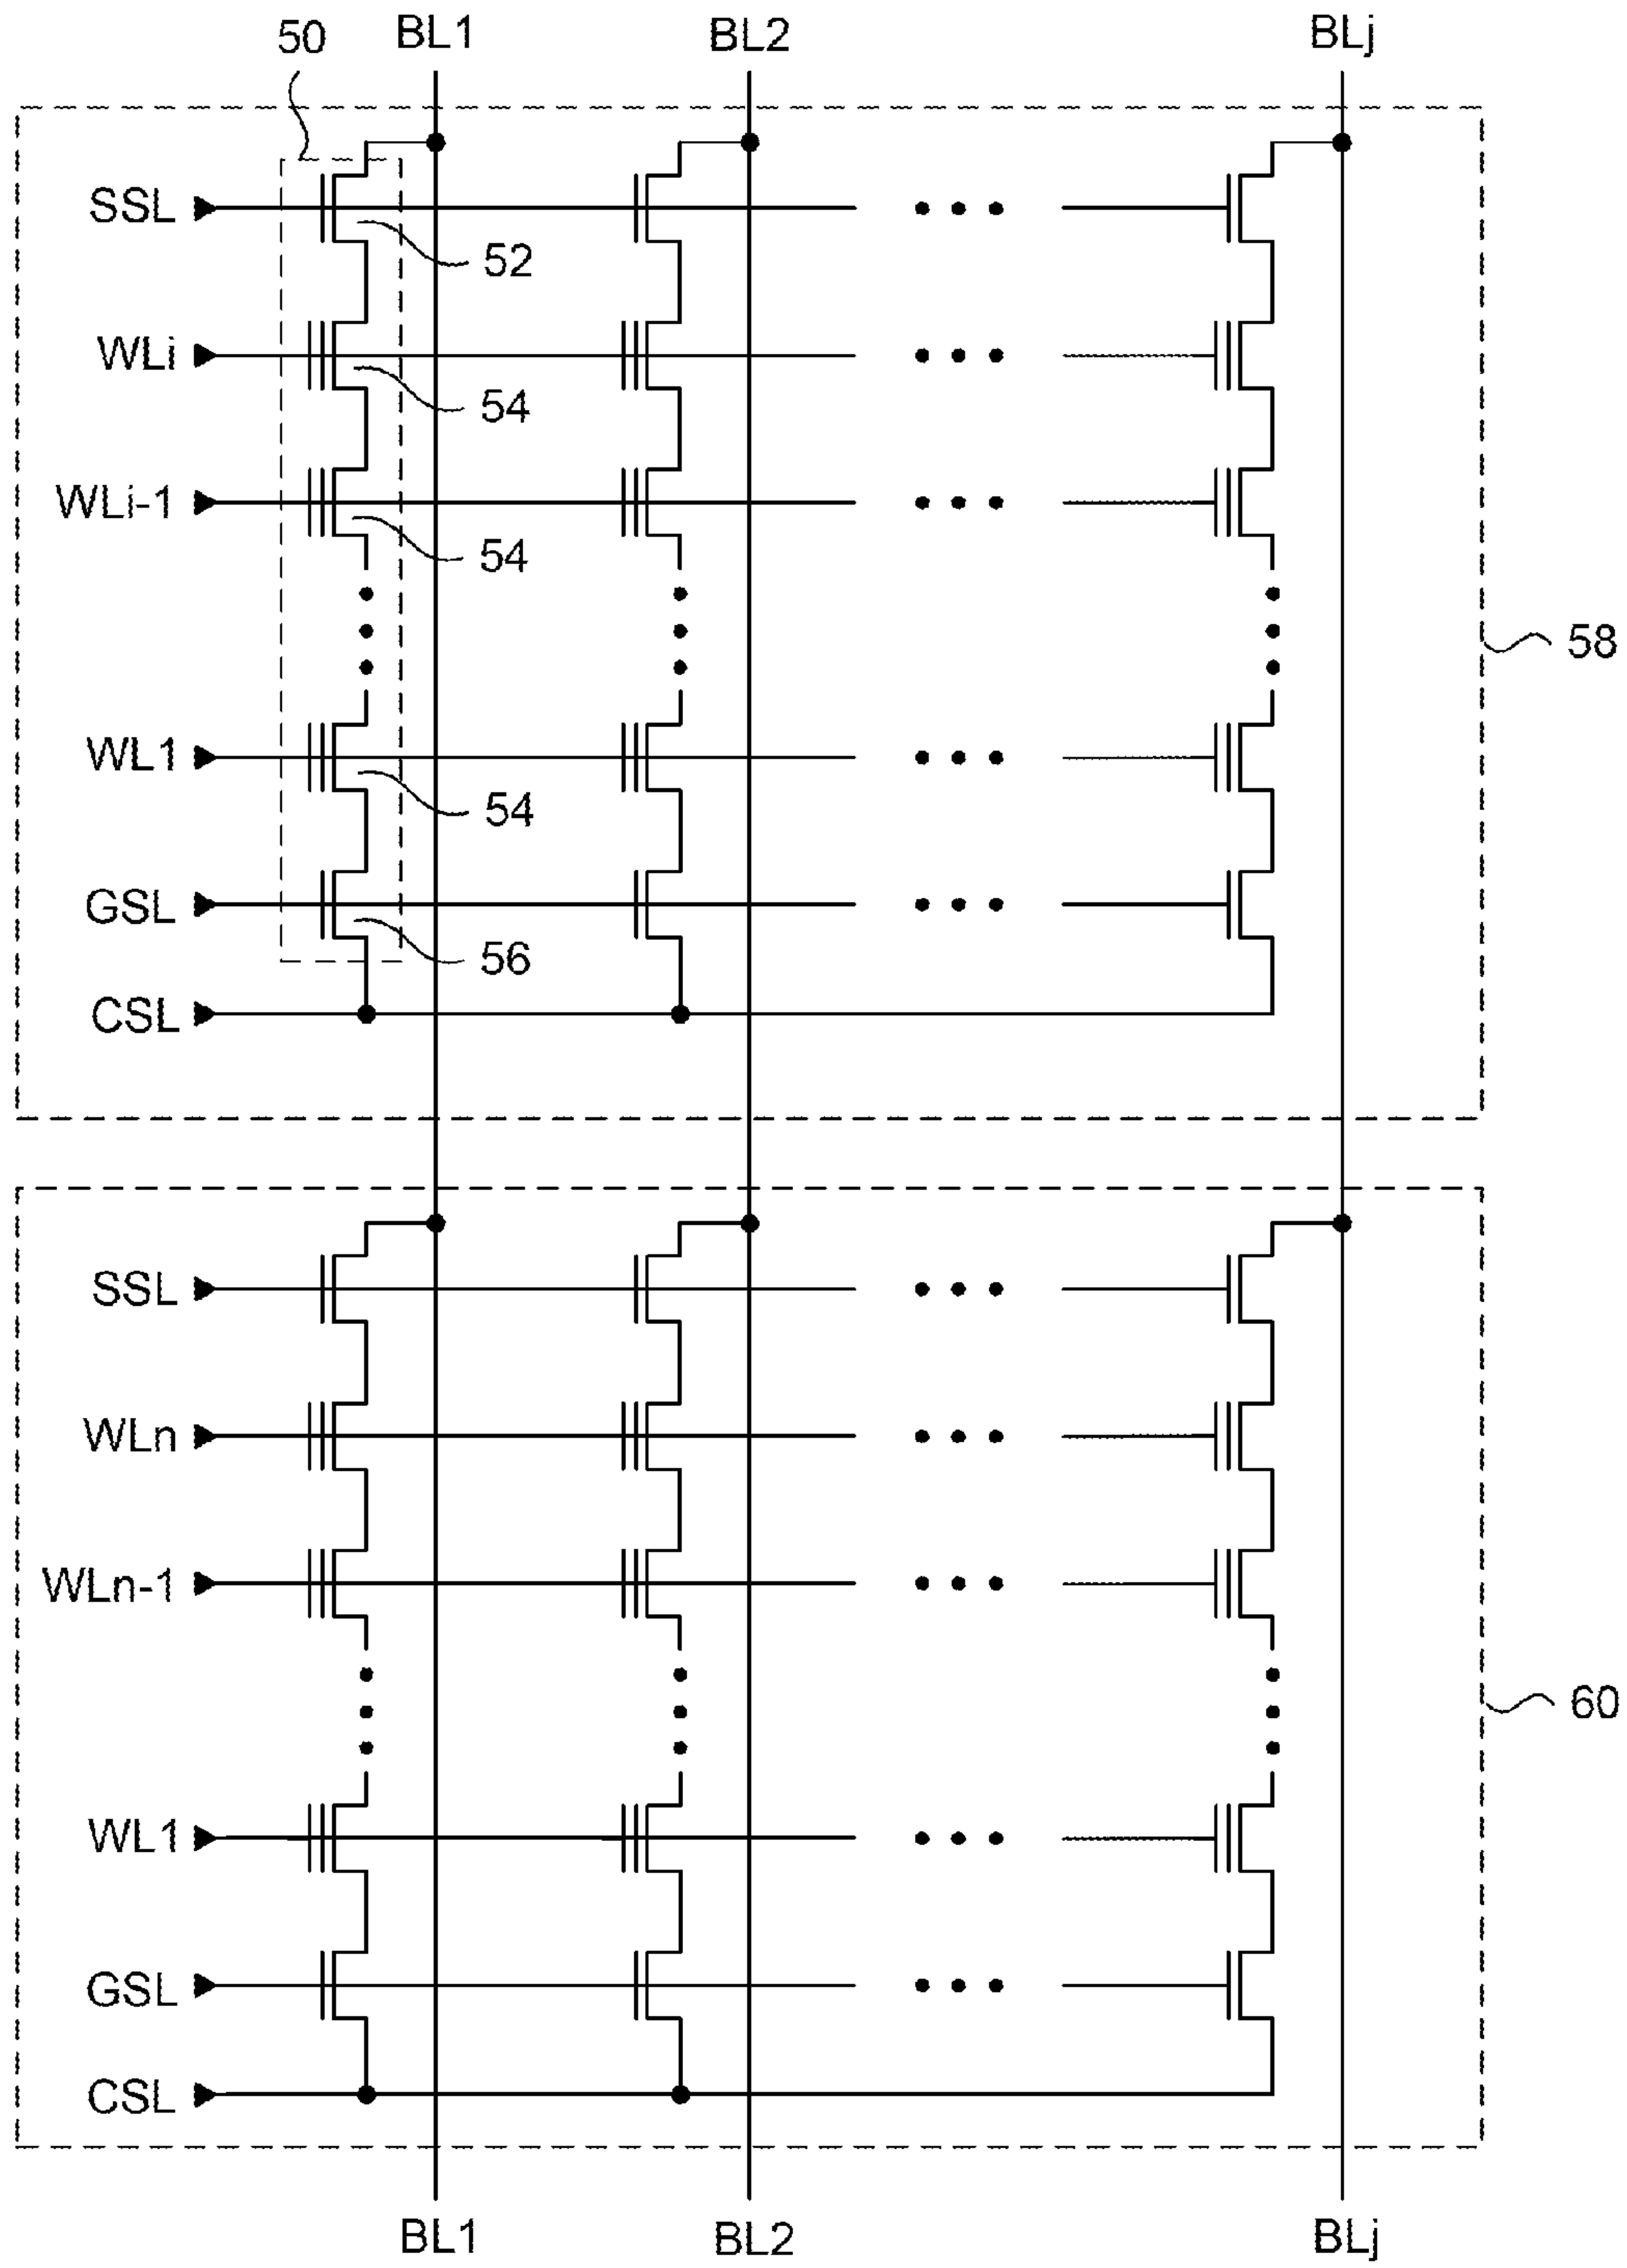 50 BL1 BL2 BLj
SSL
52
WLi
54
WLi-1
54
58
WL1
54
GSL
56
CSL
SSL
WLn
WLn-1
60
WL1
GSL
CSL
BL1 BL2 BLj